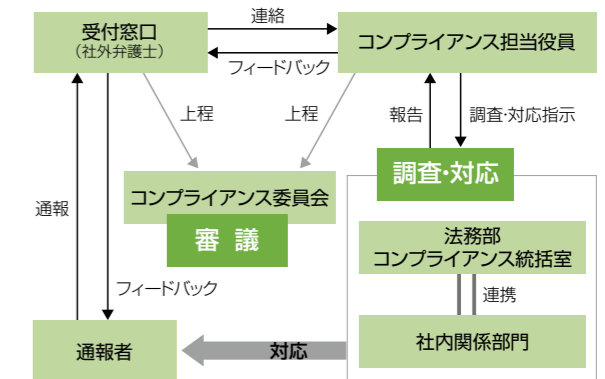 受付窓口
（社外弁護士）
連絡
フィードバック
コンプライアンス担当役員
上程
上程
報告
調査・対応指示
調査・対応
コンプライアンス委員会
審 議
通報
フィードバック
法務部
コンプライアンス統括室
連携
社内関係部門
通報者
対応